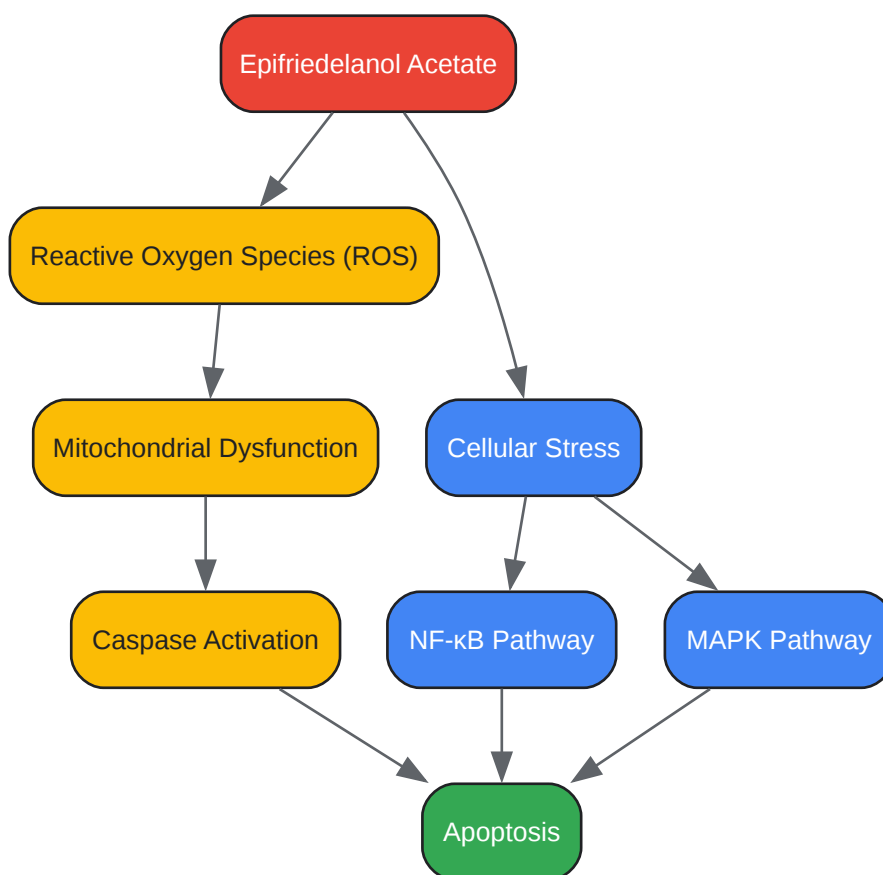 Epifriedelanol Acetate
Reactive Oxygen Species (ROS)
Mitochondrial Dysfunction
Cellular Stress
Caspase Activation
NF-κB Pathway
MAPK Pathway
Apoptosis